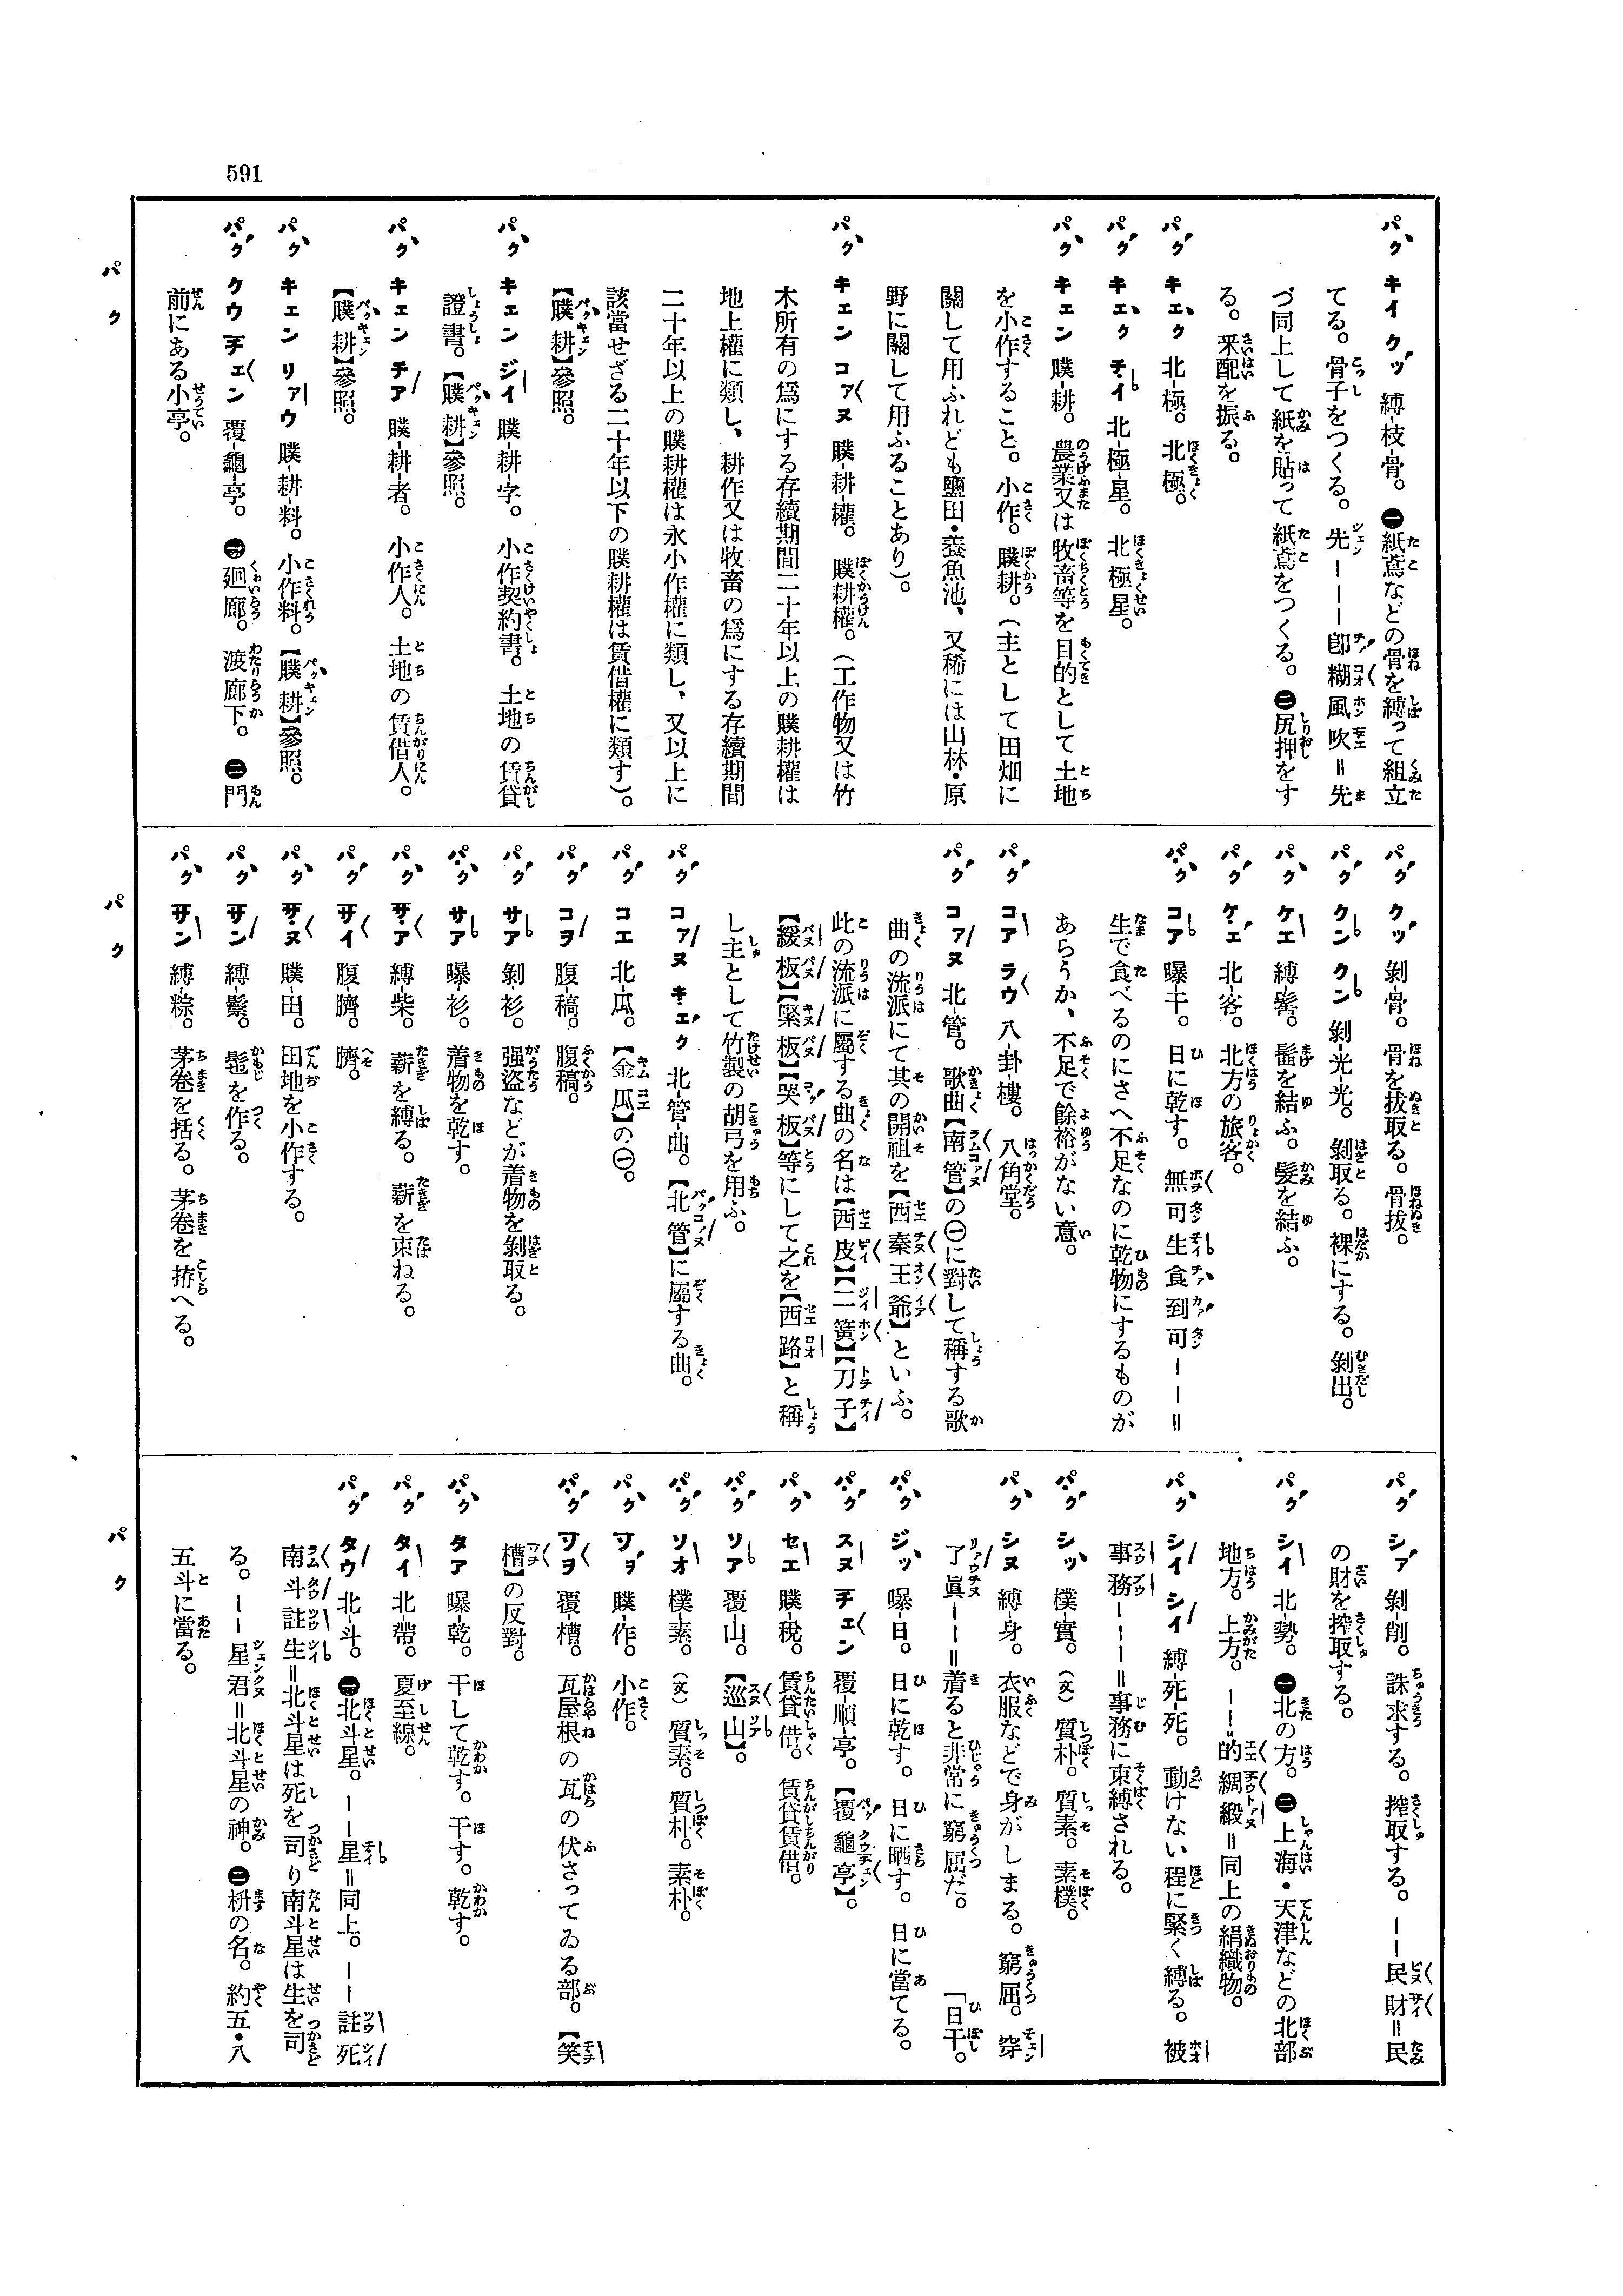 591
パク キイ クッ 縛-枝-骨。 ㊀紙鳶などの骨を縛って組立
てる。骨子をつくる。先———卽糊風吹=先
づ同上して紙を貼って紙鳶をつくる。㊁尻押をす
る。釆配を振る。
パク キェク 北-極。北極。
パク キェク チイ 北-極-星。北極星。
パク キェン 贌-耕。農業又は牧畜等を目的として土地
を小作すること。小作。贌耕。(主として田畑に
關して用ふれども鹽田・養魚池、又稀には山林・原
野に關して用ふることあり)。
パク キェン コァヌ 贌-耕-權。贌耕權。(工作物又は竹
木所有の爲にする存續期間二十年以上の贌耕權は
地上權に類し、耕作又は牧畜の爲にする存續期間
二十年以上の贌耕權は永小作權に類し、又以上に
該當せざる二十年以下の贌耕權は賃借權に類す)。
【贌耕】參照。
パク キェン ジイ 贌-耕-字。小作契約書。土地の賃貸
證書。【贌耕】參照。
パク キェン チア 贌-耕-者。小作人。土地の賃借人。
【贌耕】參照。
パク キェン リァウ 贌-耕-料。小作料。【贌耕】參照。
パク クウ チェン 覆-龜-亭。㊀廻廊。渡廊下。㊁門
前にある小亭。
パク クッ 剝-骨。骨を拔取る。骨拔。
パク クン クン 剝-光-光。剝取る。裸にする。剝出。
パク ケエ 縛-髻。髷を結ふ。髮を結ふ。
パク ケェ 北-客。北方の旅客。
パク コア 曝-干。日に乾す。無可生食到可——=
生で食べるのにさへ不足なのに乾物にするものが
あらうか、不足で餘裕がない意。
パク コア ラウ 八-卦-樓。八角堂。
パク コァヌ 北-管。歌曲【南管】の㊀に對して稱する歌
曲の流派にて其の開祖を【西秦王爺】といふ。
此の流派に屬する曲の名は【西皮】【二簧】【刀子】
【緩板】【緊板】【哭板】等にして之を【西路】と稱
し主として竹製の胡弓を用ふ。
パク コァヌ キェク 北-管-曲。【北管】に屬する曲。
パク コエ 北-瓜。【金瓜】の㊀。
パク コヲ 腹-稿。腹稿。
パク サア 剝-衫。强盜などが着物を剝取る。
パク サア 曝-衫。着物を乾す。
パク サア 縛-柴。薪を縛る。薪を束ねる。
パク サイ 腹-臍。臍。
パク サヌ 贌-田。田地を小作する。
パク サン 縛-鬃。髢を作る。
パク サン 縛-粽。茅卷を括る。茅卷を拵へる。
パク シア 剝-削。誅求する。搾取する。——民財=民
の財を搾取する。
パク シイ 北-勢。㊀北の方。㊁上海・天津などの北部
地方。上方。——的綢緞=同上の絹織物。
パク シイ シイ 縛-死-死。動けない程に緊く縛る。被
事務———=事務に束縛される。
パク シッ 樸-實。(文)質朴。質素。素樸。
パク シヌ 縛-身。衣服などで身がしまる。窮屈。穿
了眞——=着ると非常に窮屈だ。
パク ジッ 曝-日。日に乾す。日に晒す。日に當てる。「日干。
パク スヌ チェン 覆-順-亭。【覆龜亭】。
パク セエ 贌-稅。賃貸借。賃貸賃借。
パク ソア 覆-山。【巡山】。
パク ソオ 樸-素。(文)質素。質朴。素朴。
パク ソヲ 贌-作。小作。
パク ソヲ 覆-槽。瓦屋根の瓦の伏さってゐる部。【笑
槽】の反對。
パク タア 曝-乾。干して乾す。干す。乾す。
パク タイ 北-帶。夏至線。
パク タウ 北-斗。㊀北斗星。——星=同上。——註死
南斗註生=北斗星は死を司り南斗星は生を司
る。——星君=北斗星の神。㊁枡の名。約五・八
五斗に當る。
パク
パク
パク